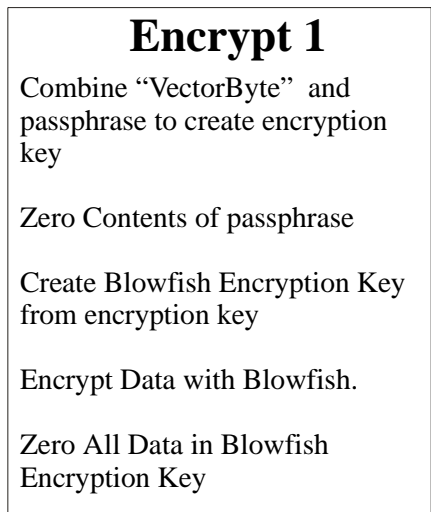 Encrypt 1
Combine “VectorByte”  and
passphrase to create encryption
key
Zero Contents of passphrase
Create Blowfish Encryption Key
from encryption key
Encrypt Data with Blowfish.
Zero All Data in Blowfish
Encryption Key